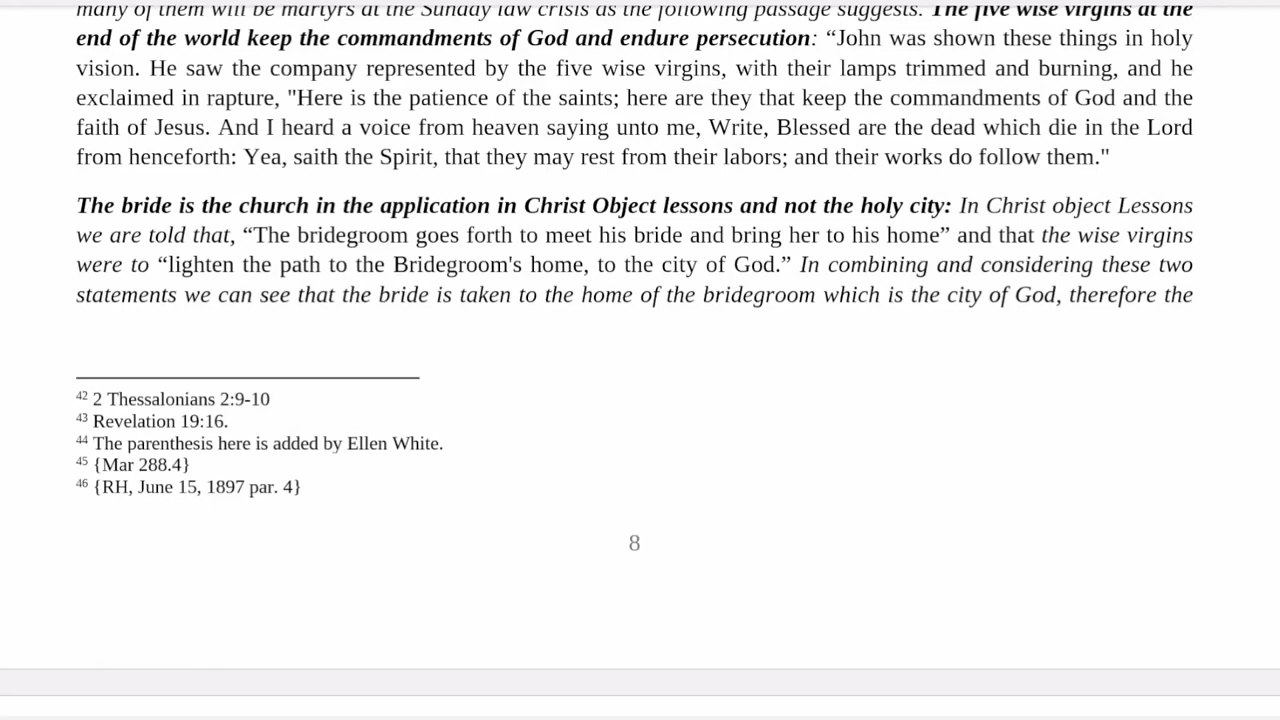 many of them will be martyrs at the Sunday law crisis as the following passage suggests. The five wise virgins at the
end of the world keep the commandments of God and endure persecution: “John was shown these things in holy
vision. He saw the company represented by the five wise virgins, with their lamps trimmed and burning, and he
exclaimed in rapture, "Here is the patience of the saints; here are they that keep the commandments of God and the
faith of Jesus. And I heard a voice from heaven saying unto me, Write, Blessed are the dead which die in the Lord
from henceforth: Yea, saith the Spirit, that they may rest from their labors; and their works do follow them."
The bride is the church in the application in Christ Object lessons and not the holy city: In Christ object Lessons
we are told that, “The bridegroom goes forth to meet his bride and bring her to his home” and that the wise virgins
were to “lighten the path to the Bridegroom's home, to the city of God.” In combining and considering these two
statements we can see that the bride is taken to the home of the bridegroom which is the city of God, therefore the
42 2 Thessalonians 2:9-10
43 Revelation 19:16.
44 The parenthesis here is added by Ellen White.
45 {Mar 288.4}
46 {RH, June 15, 1897 par. 4}
8